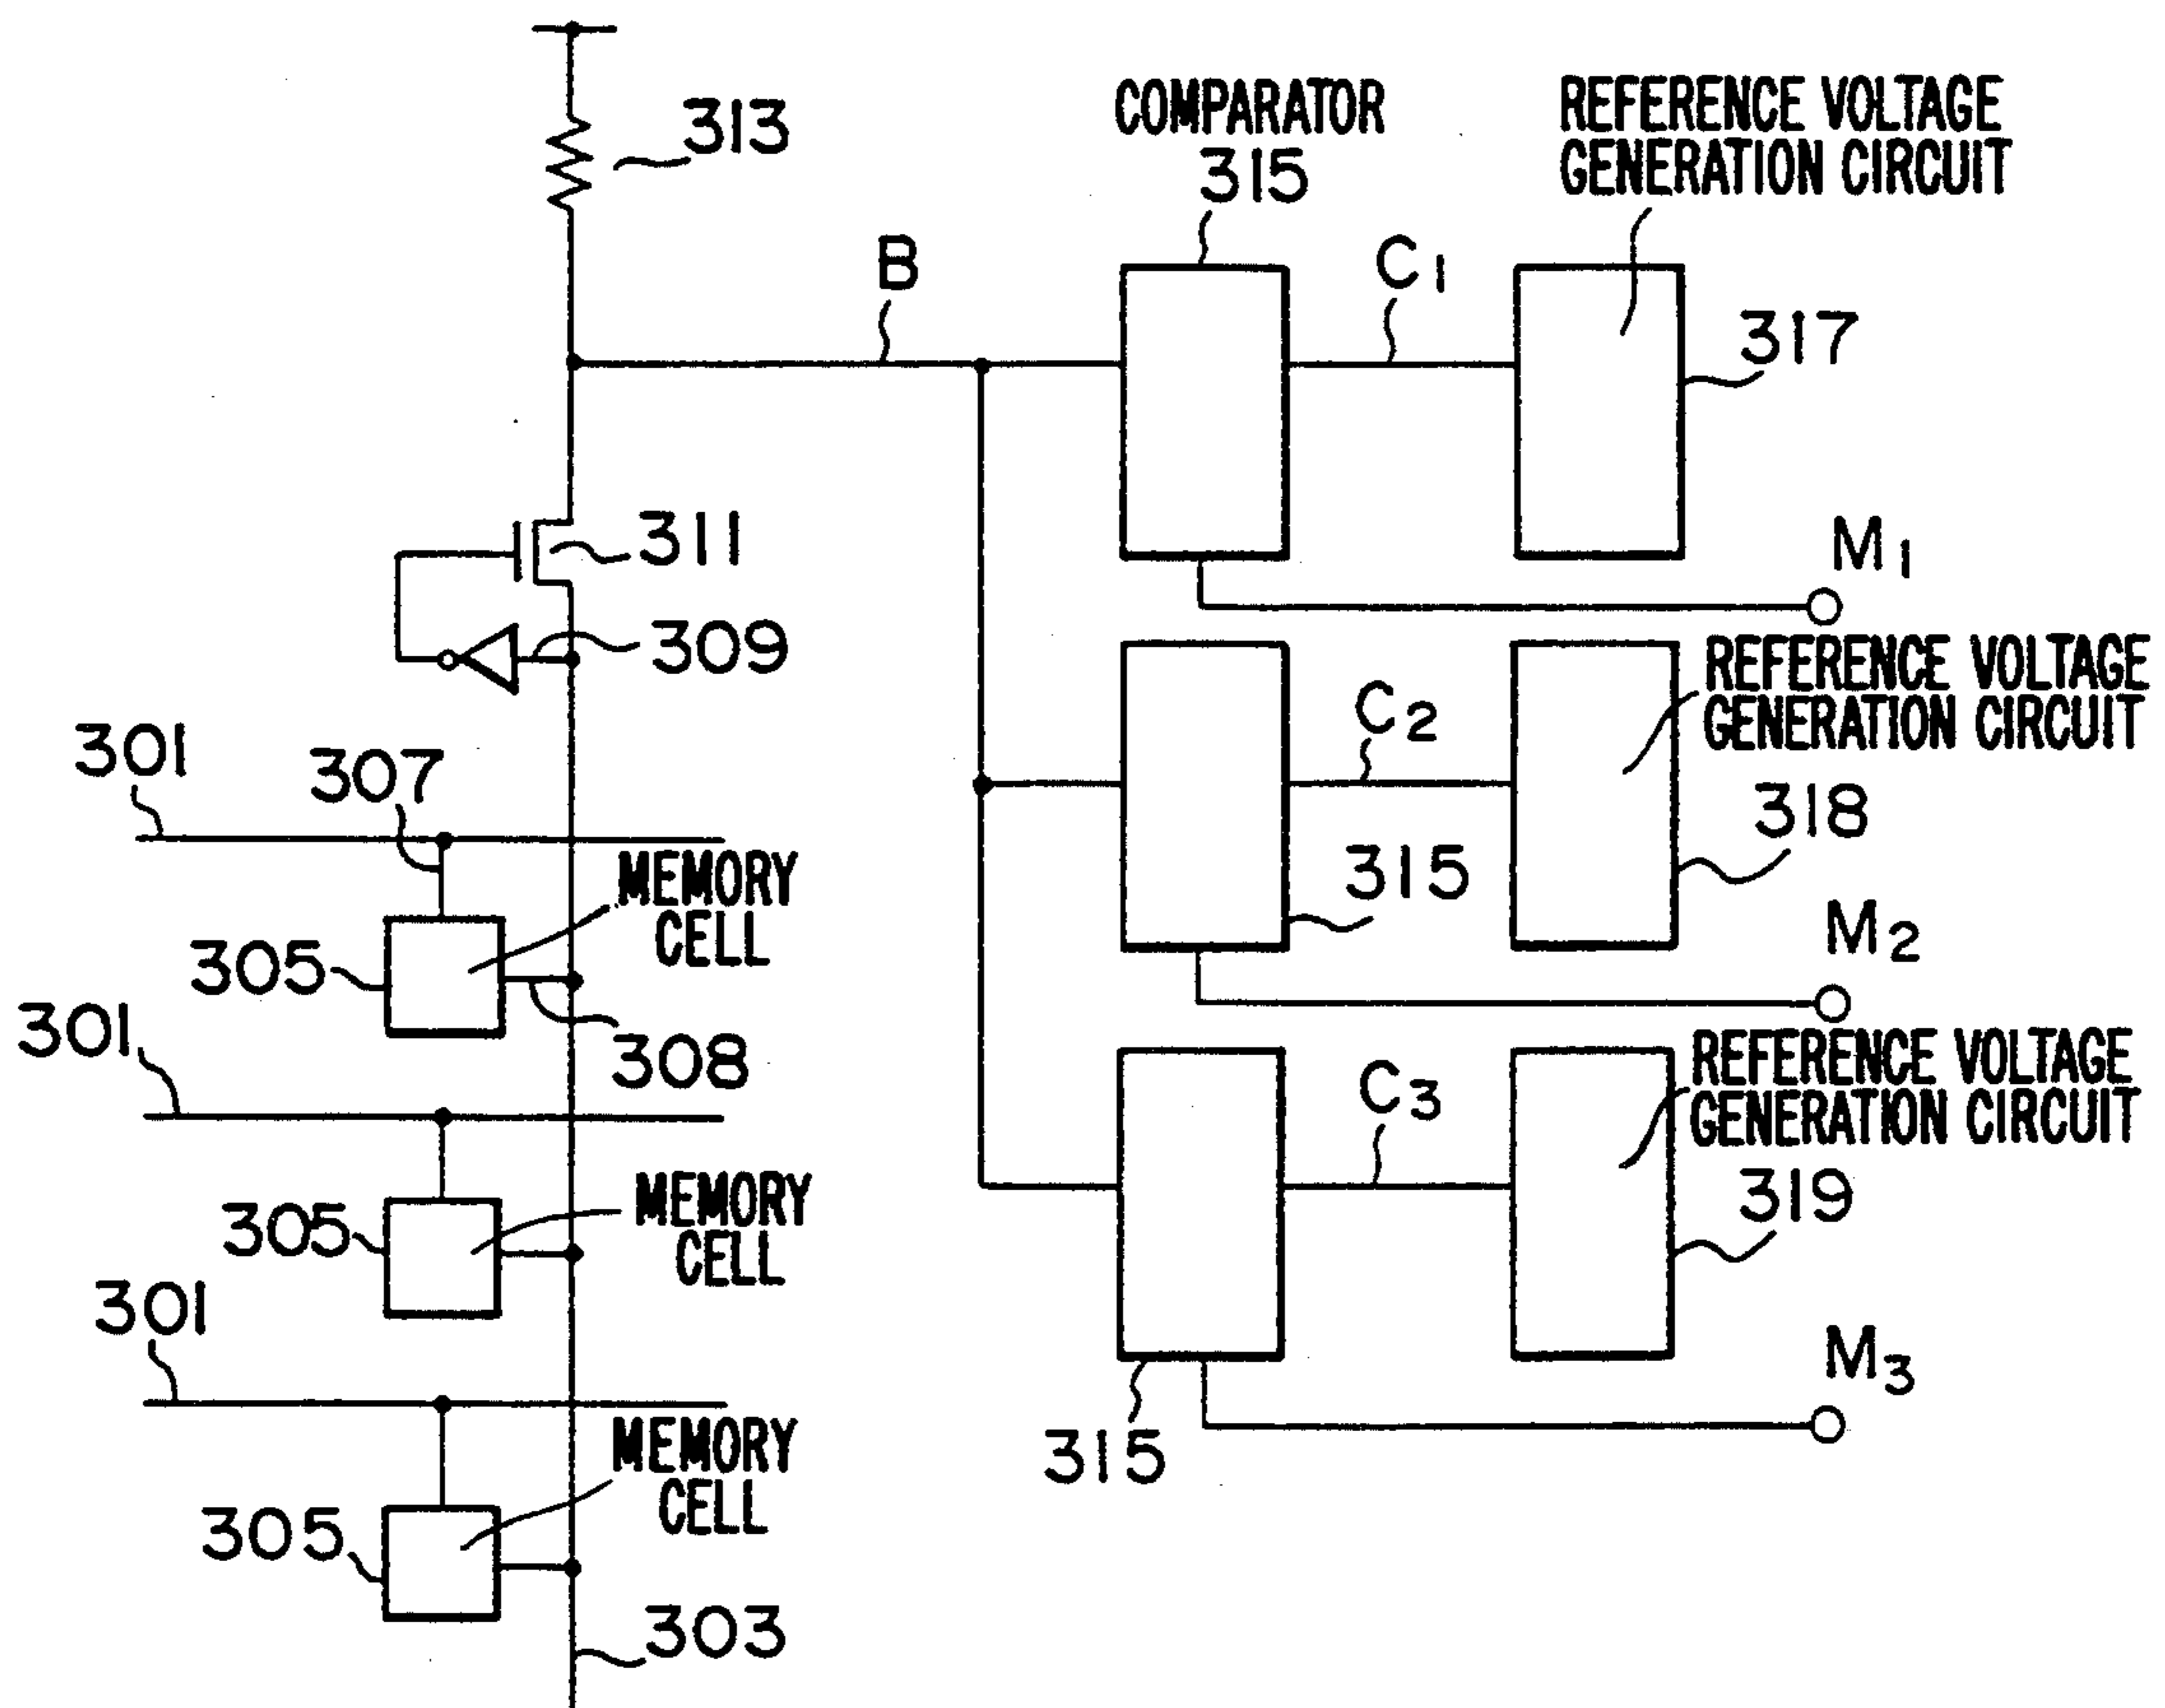 313
COMPARATOR
315
REFERENCE VOLTAGE
GENERATION CIRCUIT
B
C1
317
311
M1
309
REFERENCE VOLTAGE
GENERATION CIRCUIT
C2
301
307
318
MEMORY
CELL
315
305
M2
301
308
REFERENCE VOLTAGE
GENERATION CIRCUIT
C3
MEMORY
CELL
305
319
301
M3
MEMORY
CELL
315
305
303